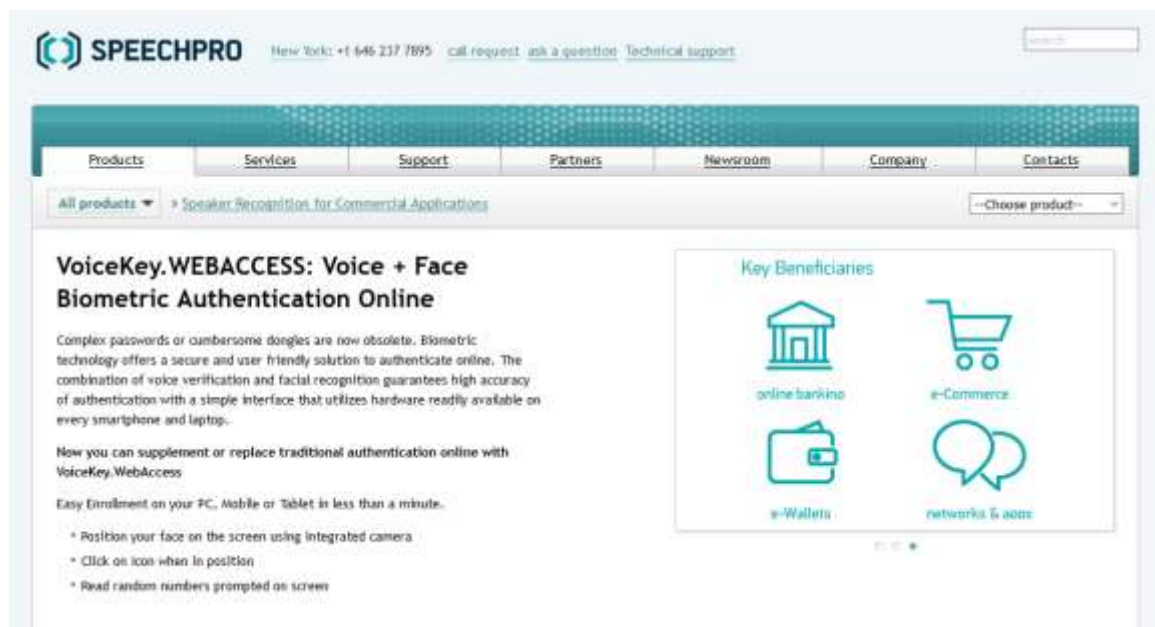 SPEECHPRO
New York: +1 646 237 7895 call request ask a question Technical support
search
Products Services Support Partners Newsroom Company Contacts
All products » Speaker Recognition for Commercial Applications
--Choose product--
VoiceKey.WEBACCESS: Voice + Face
Biometric Authentication Online
Complex passwords or cumbersome dongles are now obsolete. Biometric
technology offers a secure and user friendly solution to authenticate online. The
combination of voice verification and facial recognition guarantees high accuracy
of authentication with a simple interface that utilizes hardware readily available on
every smartphone and laptop.
Now you can supplement or replace traditional authentication online with
VoiceKey.WebAccess
Easy Enrollment on your PC, Mobile or Tablet in less than a minute.
* Position your face on the screen using integrated camera
* Click on icon when in position
* Read random numbers prompted on screen
Key Beneficiaries
online banking e-Commerce
e-Wallets networks & apps